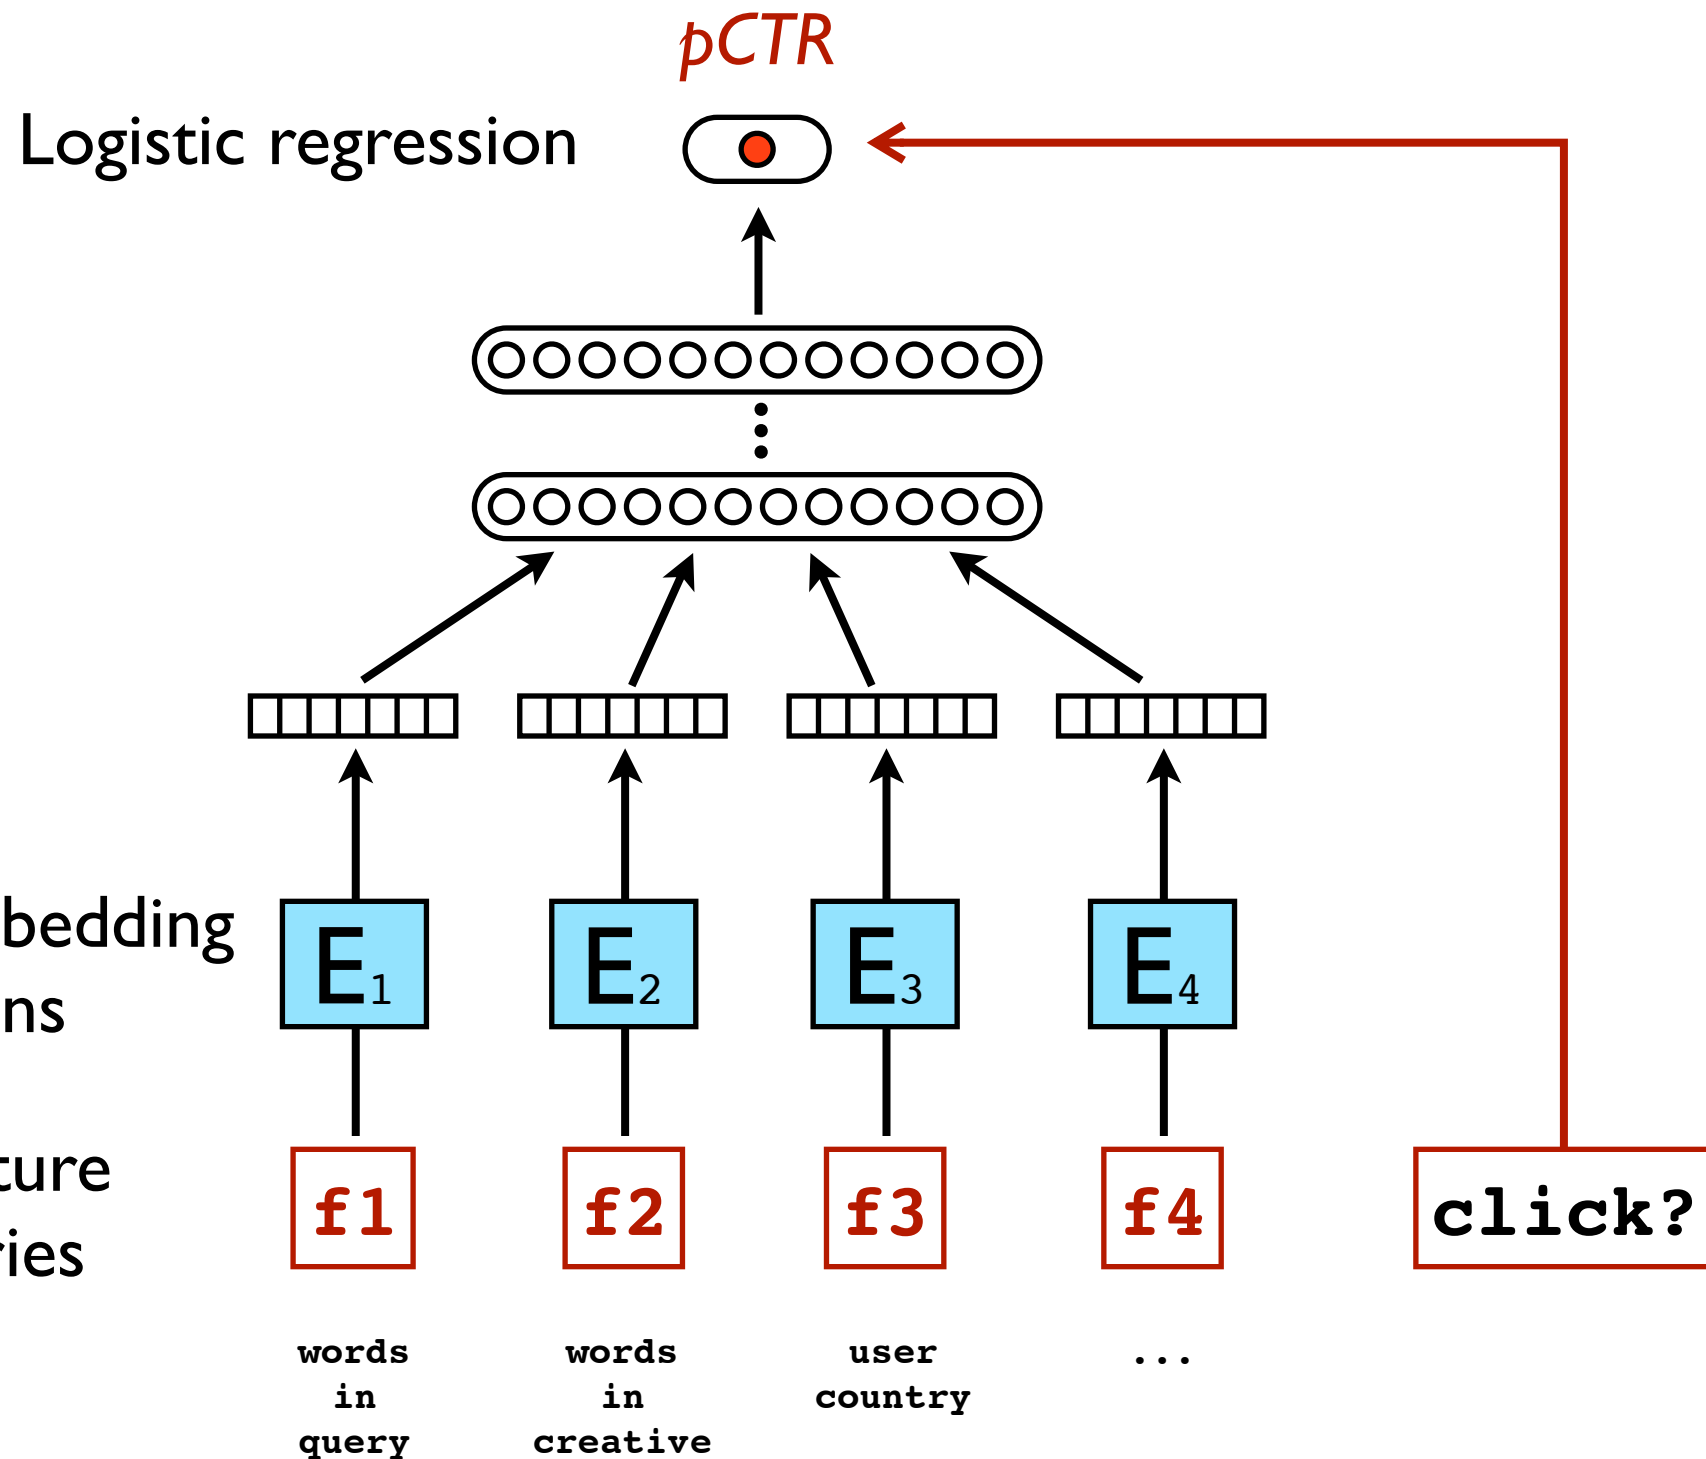 pCTR
Logistic regression
bedding
E1 E2 E3 E4
ns
ture
f1 f2 f3 f4 click?
ries
words words user ...
in in country
query creative